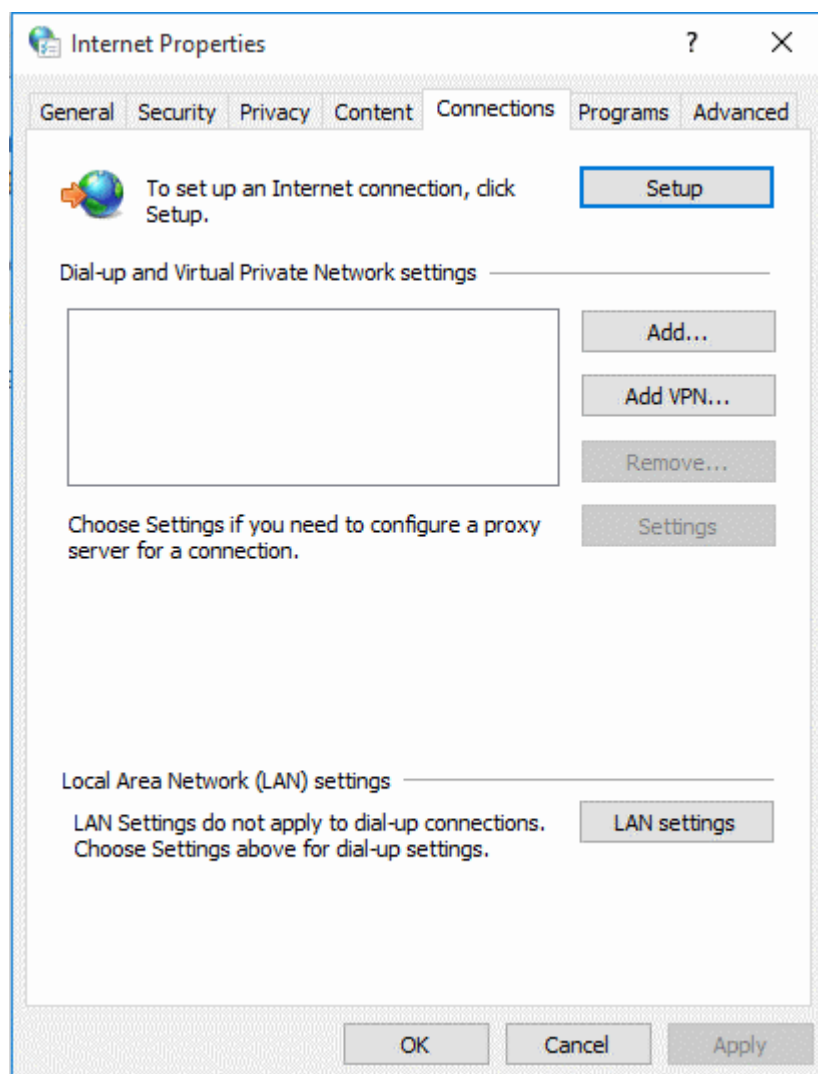 Internet Properties
?
General Security Privacy Content Connections Programs Advanced
To set up an Internet connection, click
Setup.
Setup
Dial-up and Virtual Private Network settings
Add...
Add VPN...
Remove...
Choose Settings if you need to configure a proxy
server for a connection.
Settings
Local Area Network (LAN) settings
LAN Settings do not apply to dial-up connections.
Choose Settings above for dial-up settings.
LAN settings
OK Cancel Apply